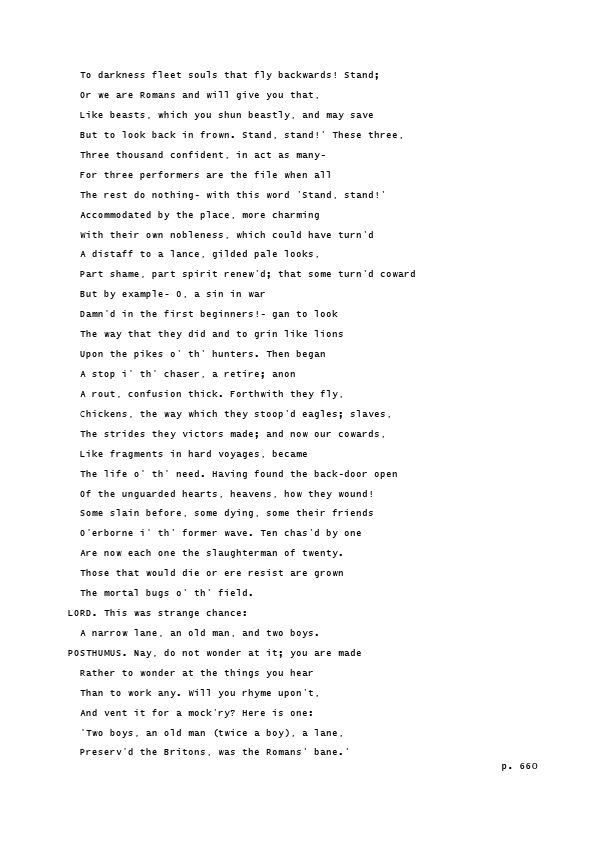 To darkness fleet souls that fly backwards! Stand;
Or we are Romans and will give you that,
Like beasts, which you shun beastly, and may save
But to look back in frown. Stand, stand!' These three,
Three thousand confident, in act as many-
For three performers are the file when all
The rest do nothing- with this word 'Stand, stand!'
Accommodated by the place, more charming
With their own nobleness, which could have turn'd
A distaff to a lance, gilded pale looks,
Part shame, part spirit renew'd; that some turn'd coward
But by example- O, a sin in war
Damn'd in the first beginners!- gan to look
The way that they did and to grin like lions
Upon the pikes o' th' hunters. Then began
A stop i' th' chaser, a retire; anon
A rout, confusion thick. Forthwith they fly,
Chickens, the way which they stoop'd eagles; slaves,
The strides they victors made; and now our cowards,
Like fragments in hard voyages, became
The life o' th' need. Having found the back-door open
Of the unguarded hearts, heavens, how they wound!
Some slain before, some dying, some their friends
O'erborne i' th' former wave. Ten chas'd by one
Are now each one the slaughterman of twenty.
Those that would die or ere resist are grown
The mortal bugs o' th' field.
LORD. This was strange chance:
A narrow lane, an old man, and two boys.
POSTHUMUS. Nay, do not wonder at it; you are made
Rather to wonder at the things you hear
Than to work any. Will you rhyme upon't,
And vent it for a mock'ry? Here is one:
'Two boys, an old man (twice a boy), a lane,
Preserv'd the Britons, was the Romans' bane.'
p. 660